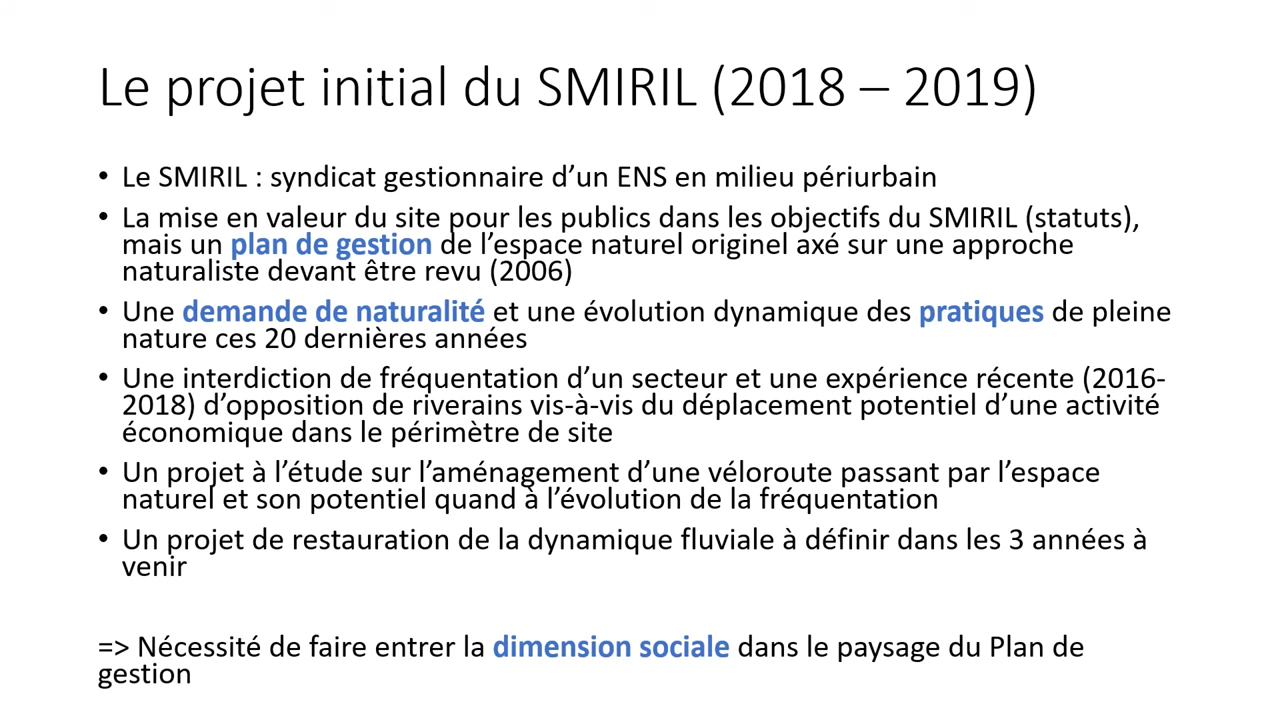 Le projet initial du SMIRIL (2018 – 2019)
• Le SMIRIL : syndicat gestionnaire d’un ENS en milieu périurbain
• La mise en valeur du site pour les publics dans les objectifs du SMIRIL (statuts),
mais un plan de gestion de l’espace naturel originel axé sur une approche
naturaliste devant être revu (2006)
• Une demande de naturalité et une évolution dynamique des pratiques de pleine
nature ces 20 dernières années
• Une interdiction de fréquentation d’un secteur et une expérience récente (2016-
2018) d’opposition de riverains vis-à-vis du déplacement potentiel d’une activité
économique dans le périmètre de site
• Un projet à l’étude sur l’aménagement d’une véloroute passant par l’espace
naturel et son potentiel quand à l’évolution de la fréquentation
• Un projet de restauration de la dynamique fluviale à définir dans les 3 années à
venir
=> Nécessité de faire entrer la dimension sociale dans le paysage du Plan de
gestion